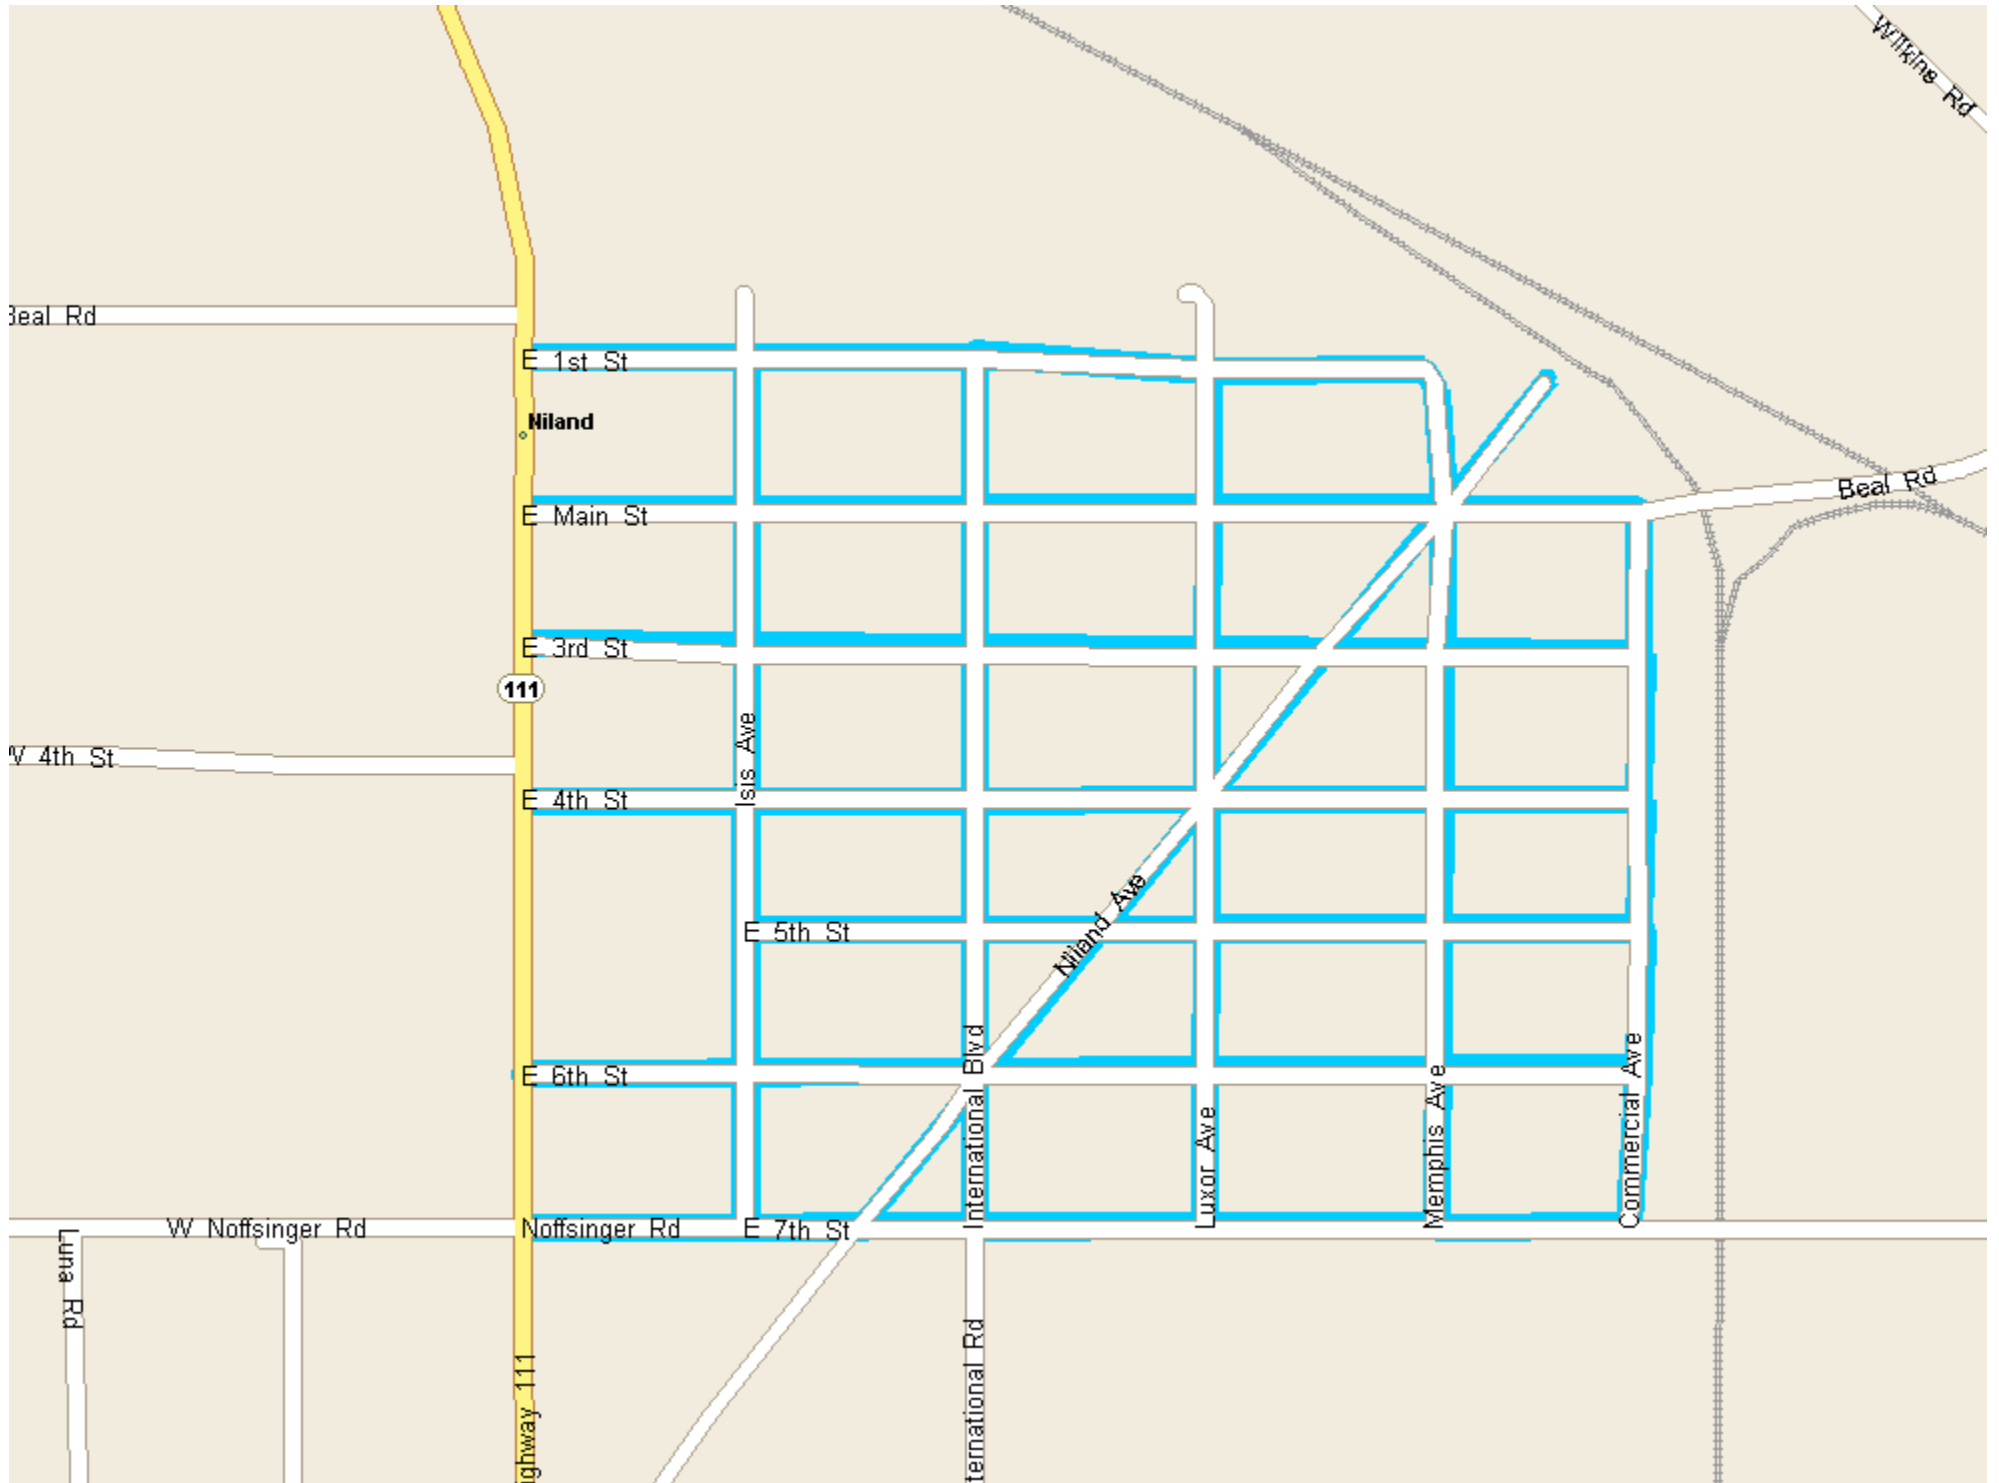 Wilkins Rd
Beal Rd
E 1st St
Niland
Beal Rd
E Main St
E 3rd St
111
Isis Ave
W 4th St
E 4th St
Niland Ave
E 5th St
International Blvd
Commercial Ave
Memphis Ave
Luxor Ave
E 6th St
W Noffsinger Rd
Noffsinger Rd
E 7th St
Lune Rd
ighway 111
ternational Rd